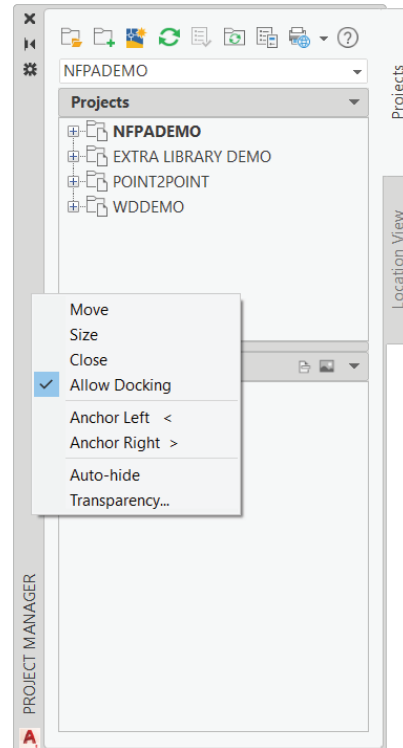 NFPADEMO
Projects
NFPADEMO
EXTRA LIBRARY DEMO
POINT2POINT
WDDEMO
Move
Size
Close
Allow Docking
Anchor Left <
Anchor Right >
Auto-hide
Transparency...
PROJECT MANAGER
Projects
Location View